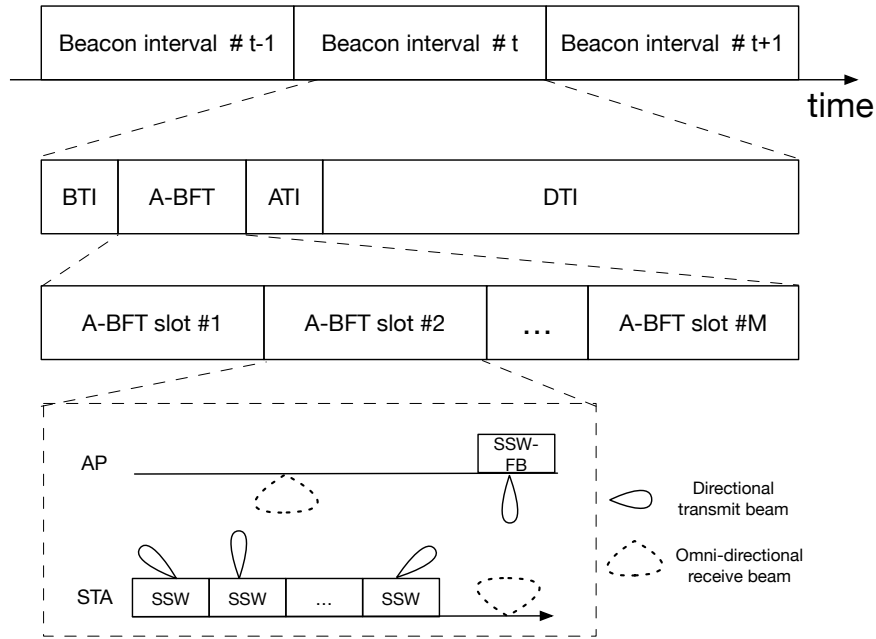 Beacon interval # t-1
Beacon interval # t
Beacon interval # t+1
time
BTI
A-BFT
ATI
DTI
A-BFT slot #1
A-BFT slot #2
...
A-BFT slot #M
AP
SSW-
FB
Directional
transmit beam
Omni-directional
receive beam
STA
SSW
SSW
...
SSW